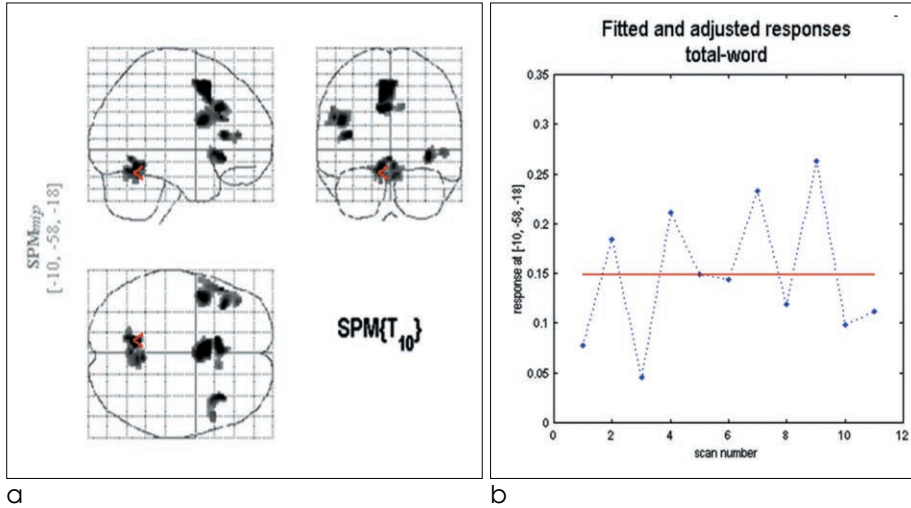 SPMmip
[-10, -58, -18]
SPM{T10}
a
Fitted and adjusted responses
total-word
response at [-10, -58, -18]
0.35
0.3
0.25
0.2
0.15
0.1
0.05
0
0 2 4 6 8 10 12
scan number
b